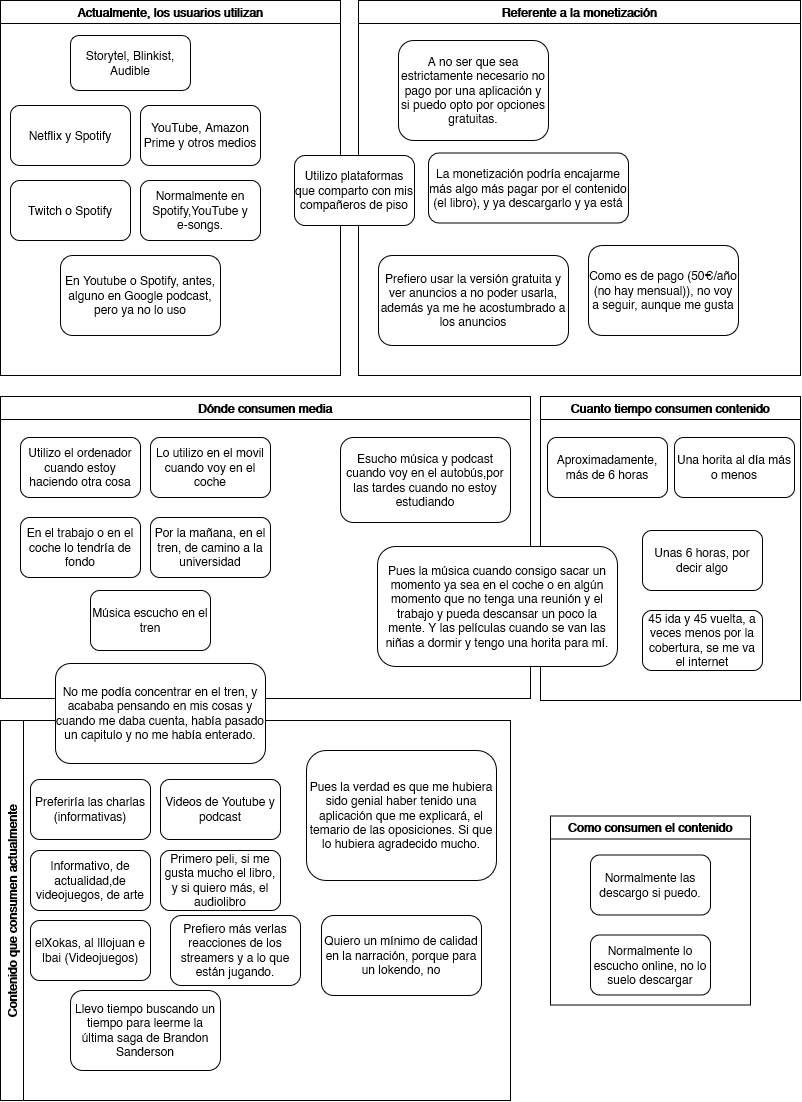 Actualmente, los usuarios utilizan
Storytel, Blinkist,
Audible
Netflix y Spotify
YouTube, Amazon
Prime y otros medios
Twitch o Spotify
Normalmente en
Spotify,YouTube y
e-songs.
En Youtube o Spotify, antes,
alguno en Google podcast,
pero ya no lo uso
Utilizo plataformas
que comparto con mis
compañeros de piso
Referente a la monetización
A no ser que sea
estrictamente necesario no
pago por una aplicación y
si puedo opto por opciones
gratuitas.
La monetización podría encajarme
más algo más pagar por el contenido
(el libro), y ya descargarlo y ya está
Prefiero usar la versión gratuita y
ver anuncios a no poder usarla,
además ya me he acostumbrado a
los anuncios
Como es de pago (50€/año
(no hay mensual)), no voy
a seguir, aunque me gusta
Dónde consumen media
Utilizo el ordenador
cuando estoy
haciendo otra cosa
Lo utilizo en el movil
cuando voy en el
coche
Esucho música y podcast
cuando voy en el autobús,por
las tardes cuando no estoy
estudiando
En el trabajo o en el
coche lo tendría de
fondo
Por la mañana, en el
tren, de camino a la
universidad
Música escucho en el
tren
Pues la música cuando consigo sacar un
momento ya sea en el coche o en algún
momento que no tenga una reunión y el
trabajo y pueda descansar un poco la
mente. Y las películas cuando se van las
niñas a dormir y tengo una horita para mí.
No me podía concentrar en el tren, y
acababa pensando en mis cosas y
cuando me daba cuenta, había pasado
un capitulo y no me había enterado.
Cuanto tiempo consumen contenido
Aproximadamente,
más de 6 horas
Una horita al día más
o menos
Unas 6 horas, por
decir algo
45 ida y 45 vuelta, a
veces menos por la
cobertura, se me va
el internet
Contenido que consumen actualmente
Preferiría las charlas
(informativas)
Videos de Youtube y
podcast
Pues la verdad es que me hubiera
sido genial haber tenido una
aplicación que me explicará, el
temario de las oposiciones. Si que
lo hubiera agradecido mucho.
Informativo, de
actualidad,de
videojuegos, de arte
Primero peli, si me
gusta mucho el libro,
y si quiero más, el
audiolibro
elXokas, al Illojuan e
Ibai (Videojuegos)
Prefiero más verlas
reacciones de los
streamers y a lo que
están jugando.
Quiero un mínimo de calidad
en la narración, porque para
un lokendo, no
Llevo tiempo buscando un
tiempo para leerme la
última saga de Brandon
Sanderson
Como consumen el contenido
Normalmente las
descargo si puedo.
Normalmente lo
escucho online, no lo
suelo descargar